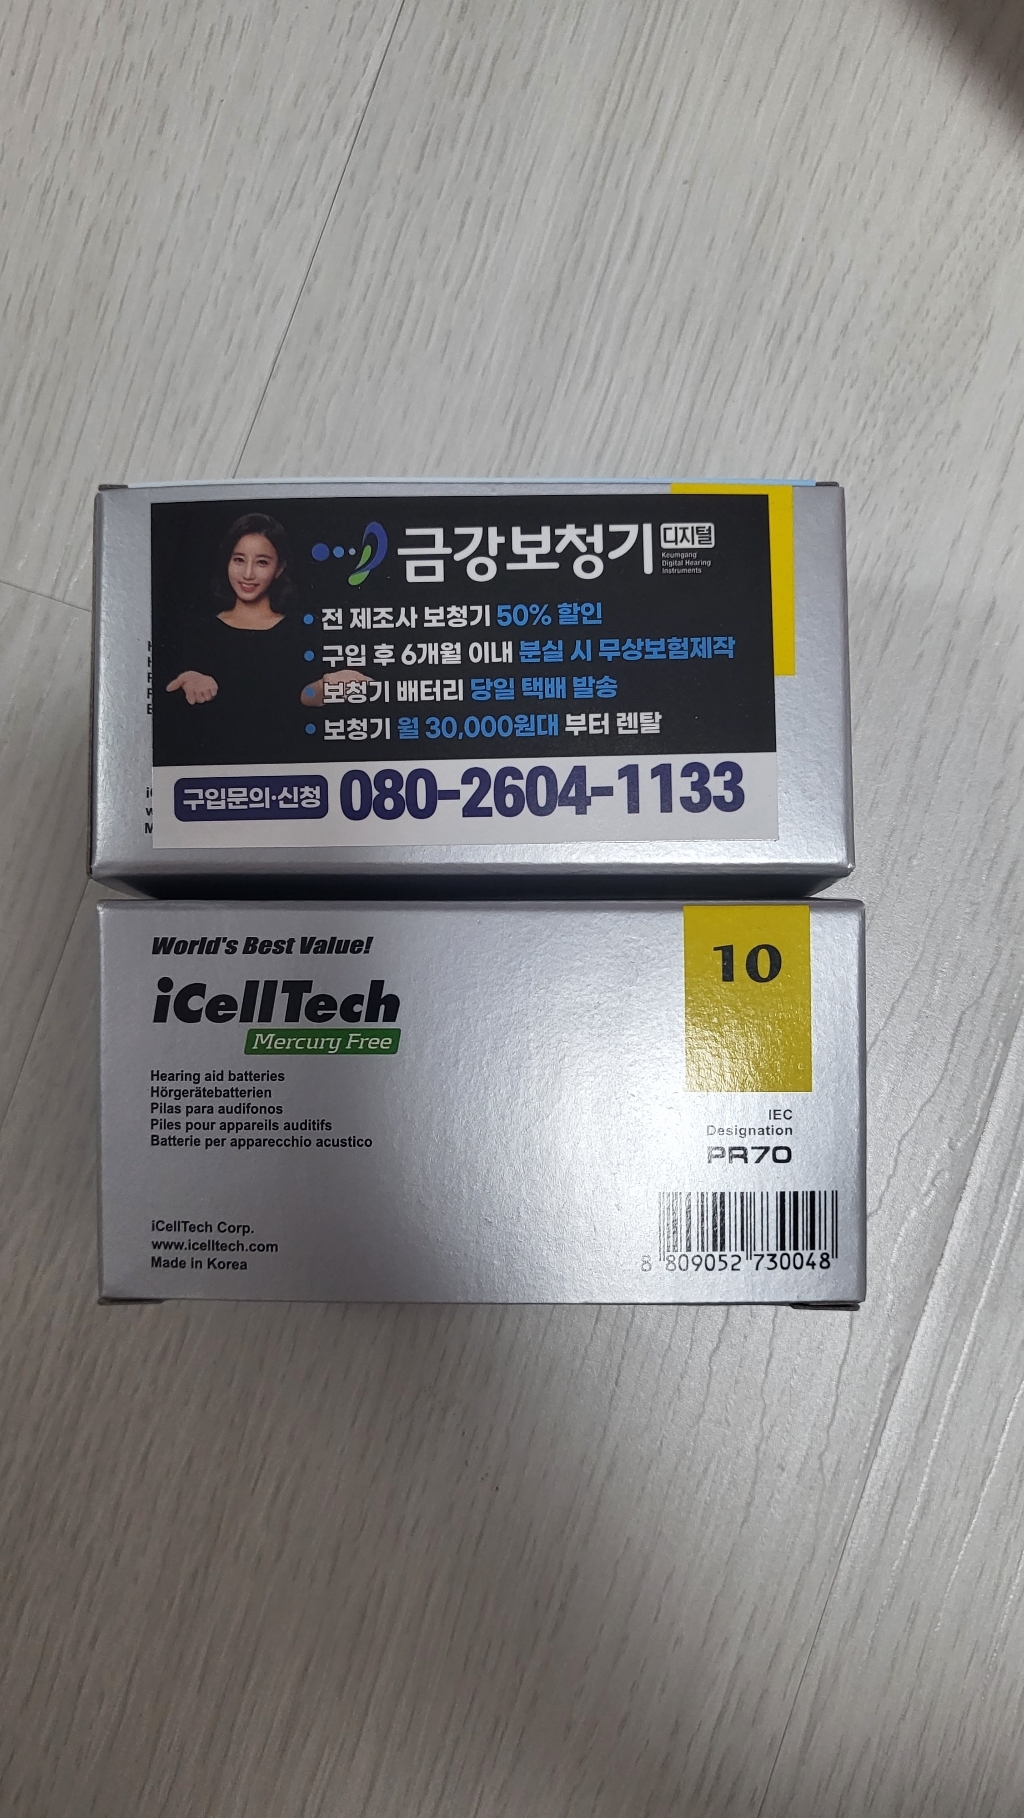 금강보청기 디지털
Keumgang
Digital Hearing
Instruments
• 전 제조사 보청기 50% 할인
• 구입 후 6개월 이내 분실 시 무상보험제작
• 보청기 배터리 당일 택배 발송
• 보청기 월 30,000원대 부터 렌탈
구입문의·신청 080-2604-1133
World's Best Value!
iCellTech
Mercury Free
10
Hearing aid batteries
Hörgerätebatterien
Pilas para audifonos
Piles pour appareils auditifs
Batterie per apparecchio acustico
IEC
Designation
PR70
iCellTech Corp.
www.icelltech.com
Made in Korea
8 809052 730048